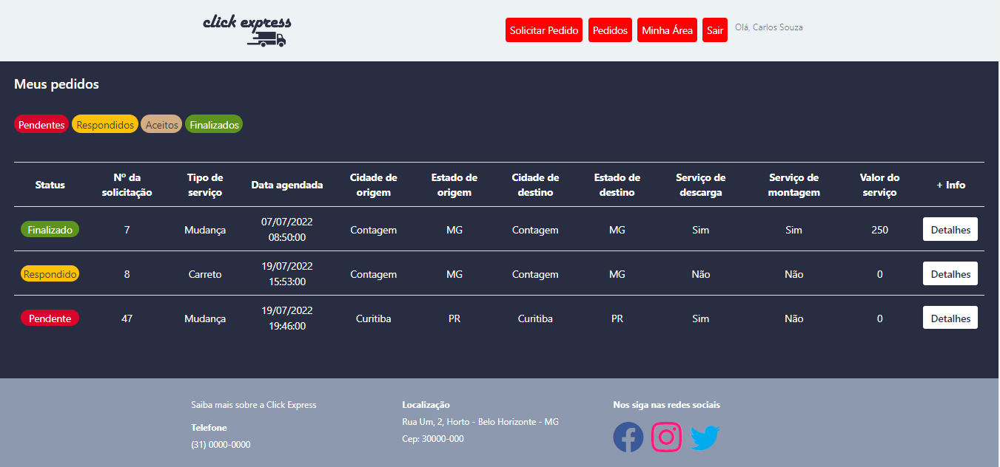 click express
Solicitar Pedido Pedidos Minha Área Sair Olá, Carlos Souza
Meus pedidos
Pendentes Respondidos Aceitos Finalizados
Status Nº da solicitação Tipo de serviço Data agendada Cidade de origem Estado de origem Cidade de destino Estado de destino Serviço de descarga Serviço de montagem Valor do serviço + Info
Finalizado 7 Mudança 07/07/2022 08:50:00 Contagem MG Contagem MG Sim Sim 250 Detalhes
Respondido 8 Carreto 19/07/2022 15:53:00 Contagem MG Contagem MG Não Não 0 Detalhes
Pendente 47 Mudança 19/07/2022 19:46:00 Curitiba PR Curitiba PR Sim Não 0 Detalhes
Saiba mais sobre a Click Express
Telefone
(31) 0000-0000
Localização
Rua Um, 2, Horto - Belo Horizonte - MG
Cep: 30000-000
Nos siga nas redes sociais